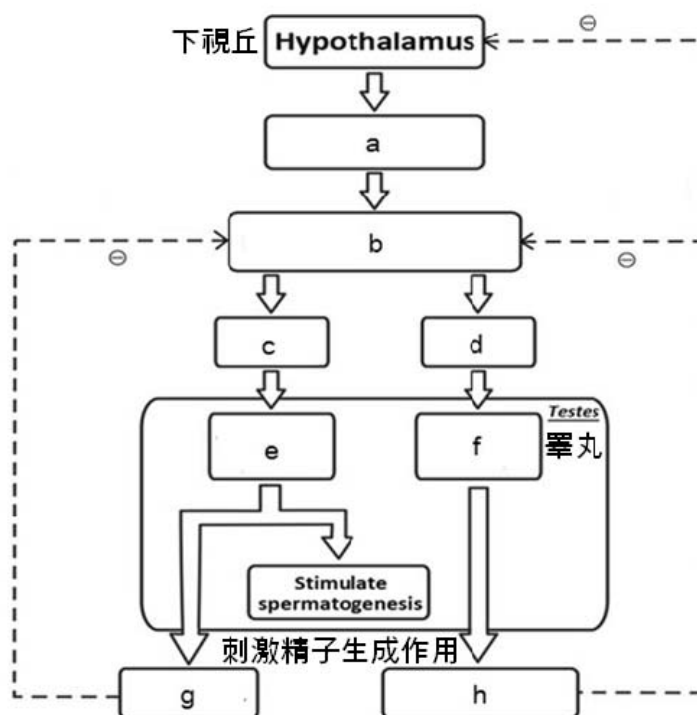 下視丘 Hypothalamus
⊖
a
b
⊖
⊖
c
d
Testes
睪丸
e
f
Stimulate
spermatogenesis
刺激精子生成作用
g
h